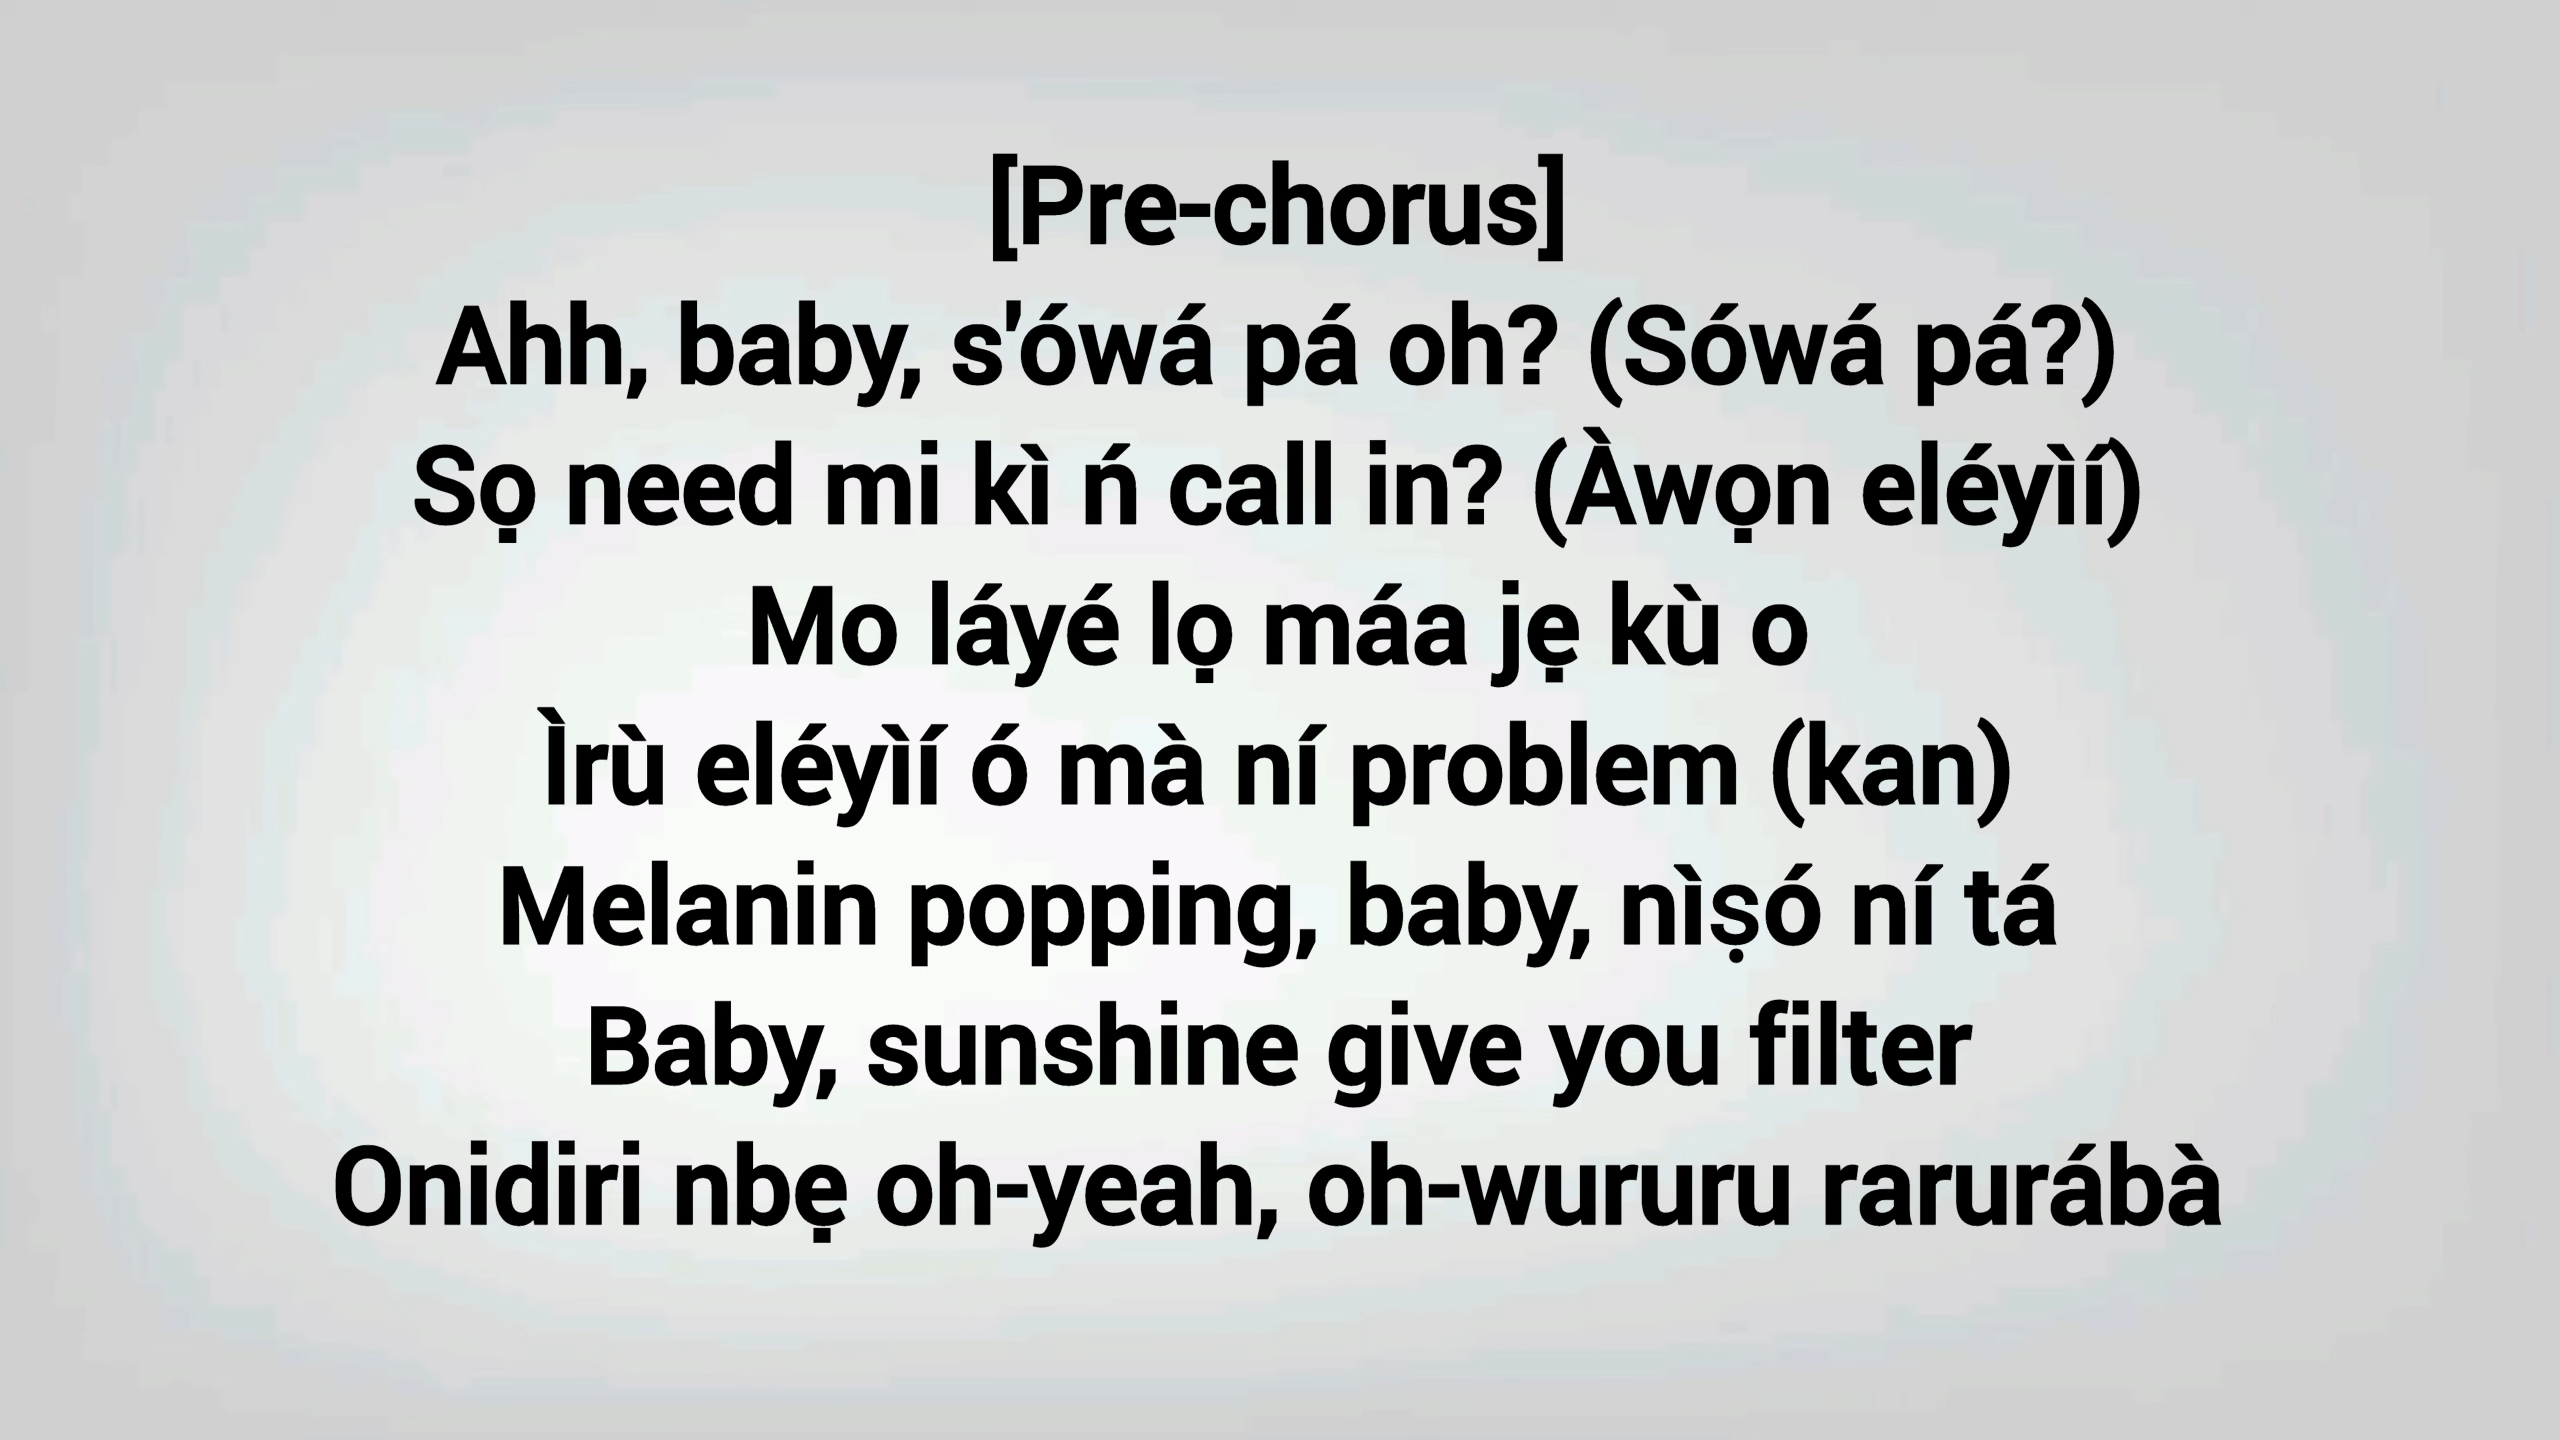 [Pre-chorus]
Ahh, baby, s'ówá pá oh? (Sówá pá?)
Sọ need mi kì ń call in? (Àwọn eléyìí)
Mo láyé lọ máa jẹ kù o
Ìrù eléyìí ó mà ní problem (kan)
Melanin popping, baby, nìṣó ní tá
Baby, sunshine give you filter
Onidiri nbẹ oh-yeah, oh-wururu rarurábà